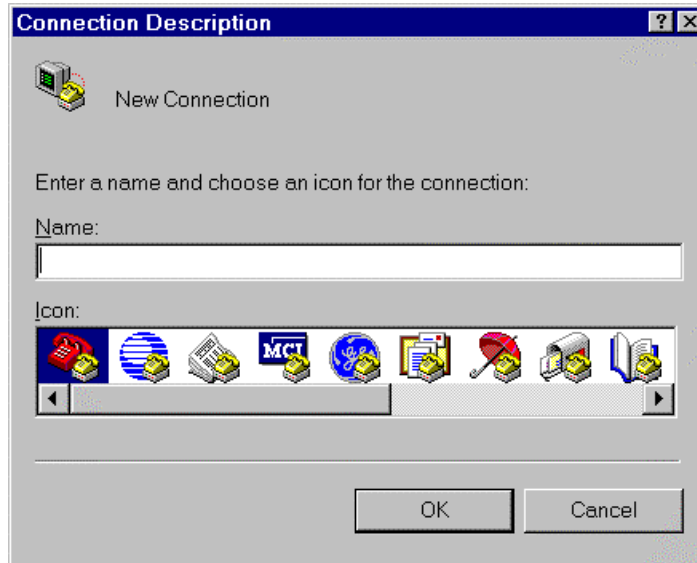 Connection Description
New Connection
Enter a name and choose an icon for the connection:
Name:
Icon:
MCI
OK
Cancel